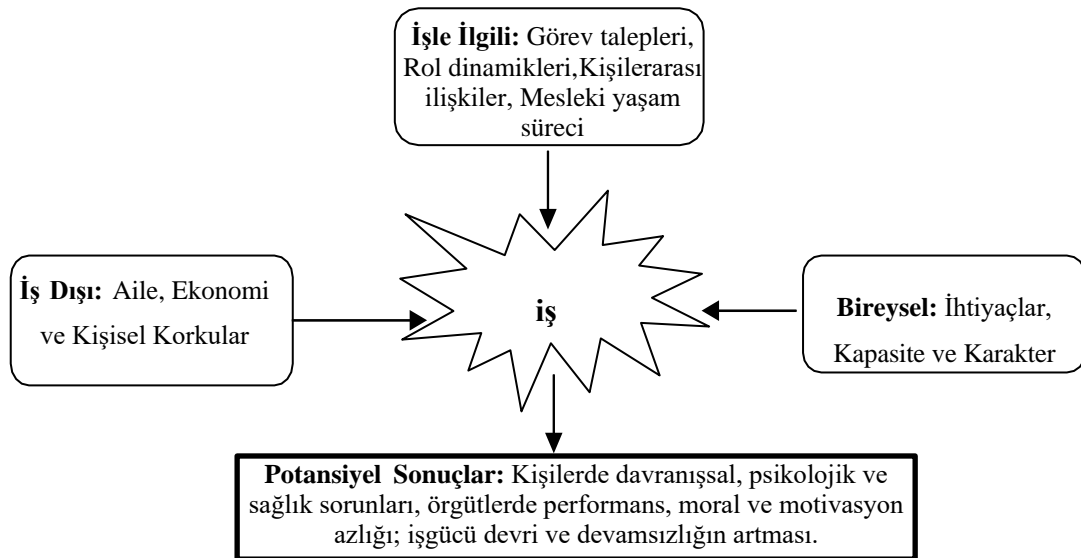 İşle İlgili: Görev talepleri,
Rol dinamikleri,Kişilerarası
ilişkiler, Mesleki yaşam
süreci
İş Dışı: Aile, Ekonomi
ve Kişisel Korkular
iş
Bireysel: İhtiyaçlar,
Kapasite ve Karakter
Potansiyel Sonuçlar: Kişilerde davranışsal, psikolojik ve
sağlık sorunları, örgütlerde performans, moral ve motivasyon
azlığı; işgücü devri ve devamsızlığın artması.